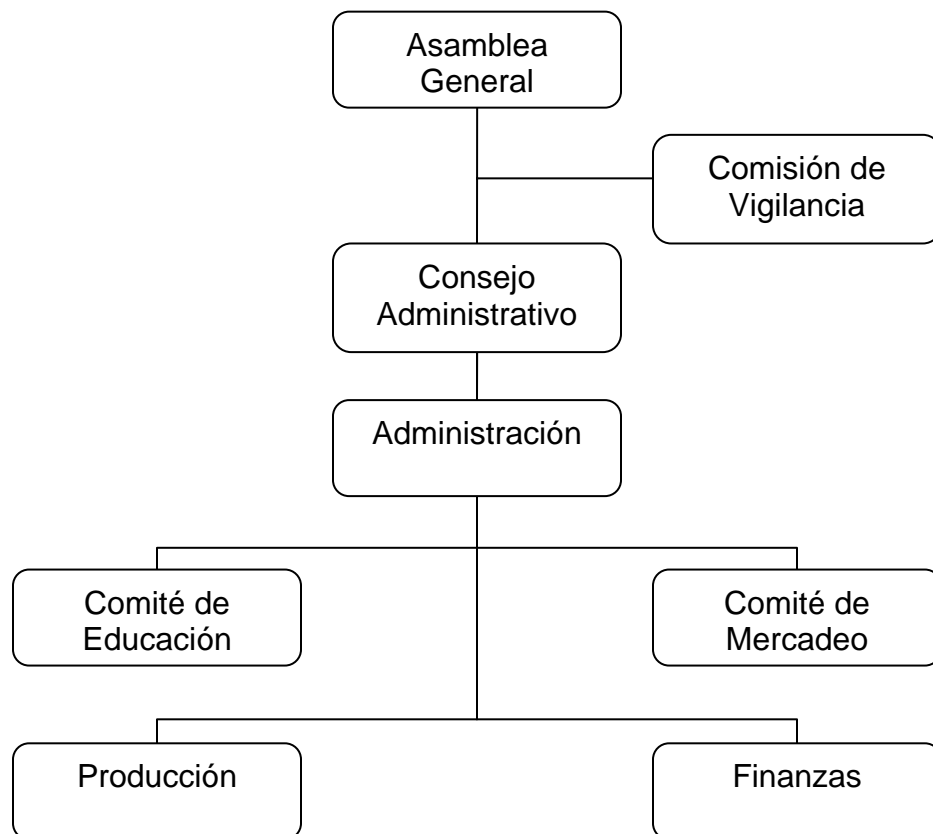 Asamblea
General
Comisión de
Vigilancia
Consejo
Administrativo
Administración
Comité de
Educación
Comité de
Mercadeo
Producción
Finanzas